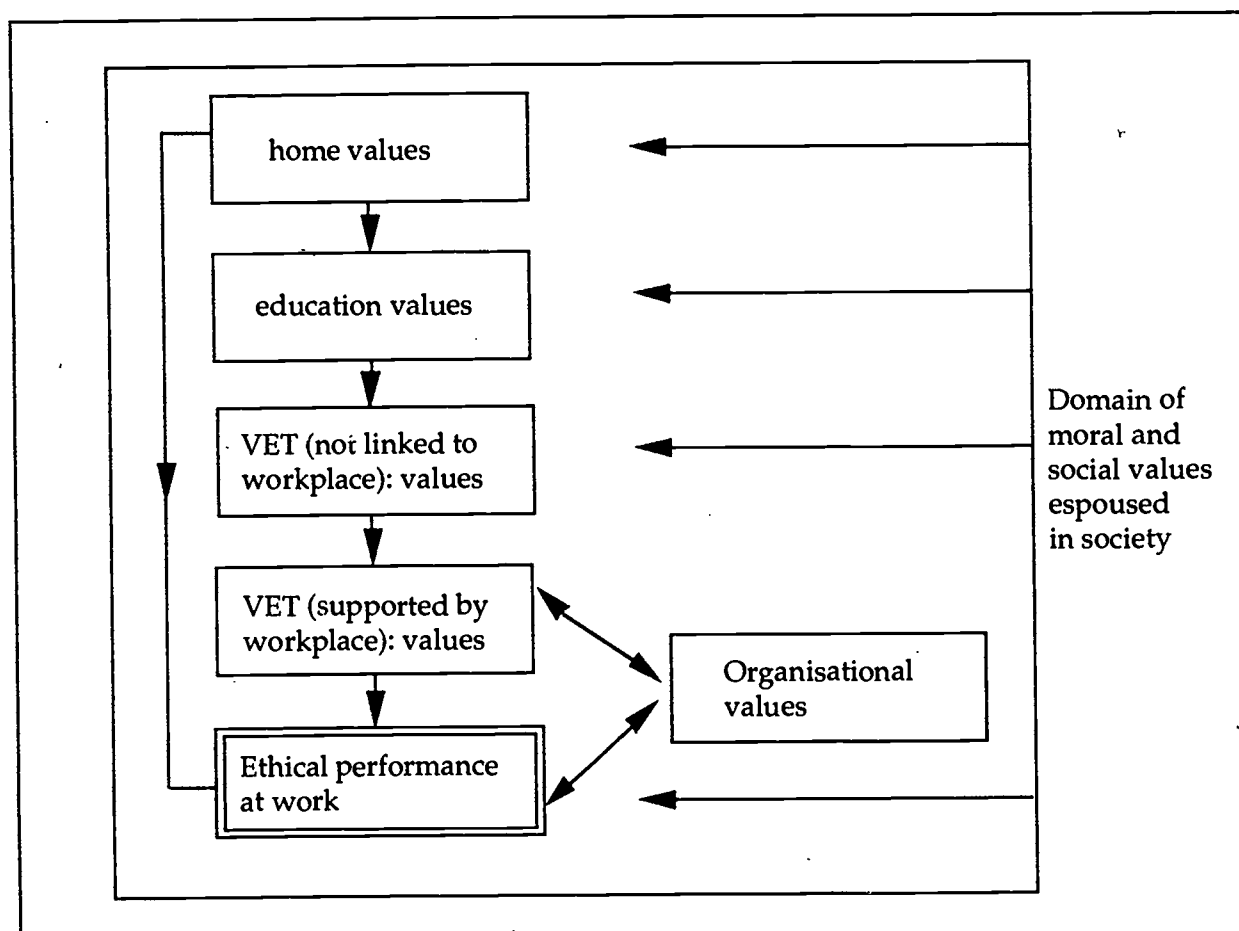 home values
education values
VET (not linked to
workplace): values
VET (supported by
workplace): values
Ethical performance
at work
Organisational
values
Domain of
moral and
social values
espoused
in society